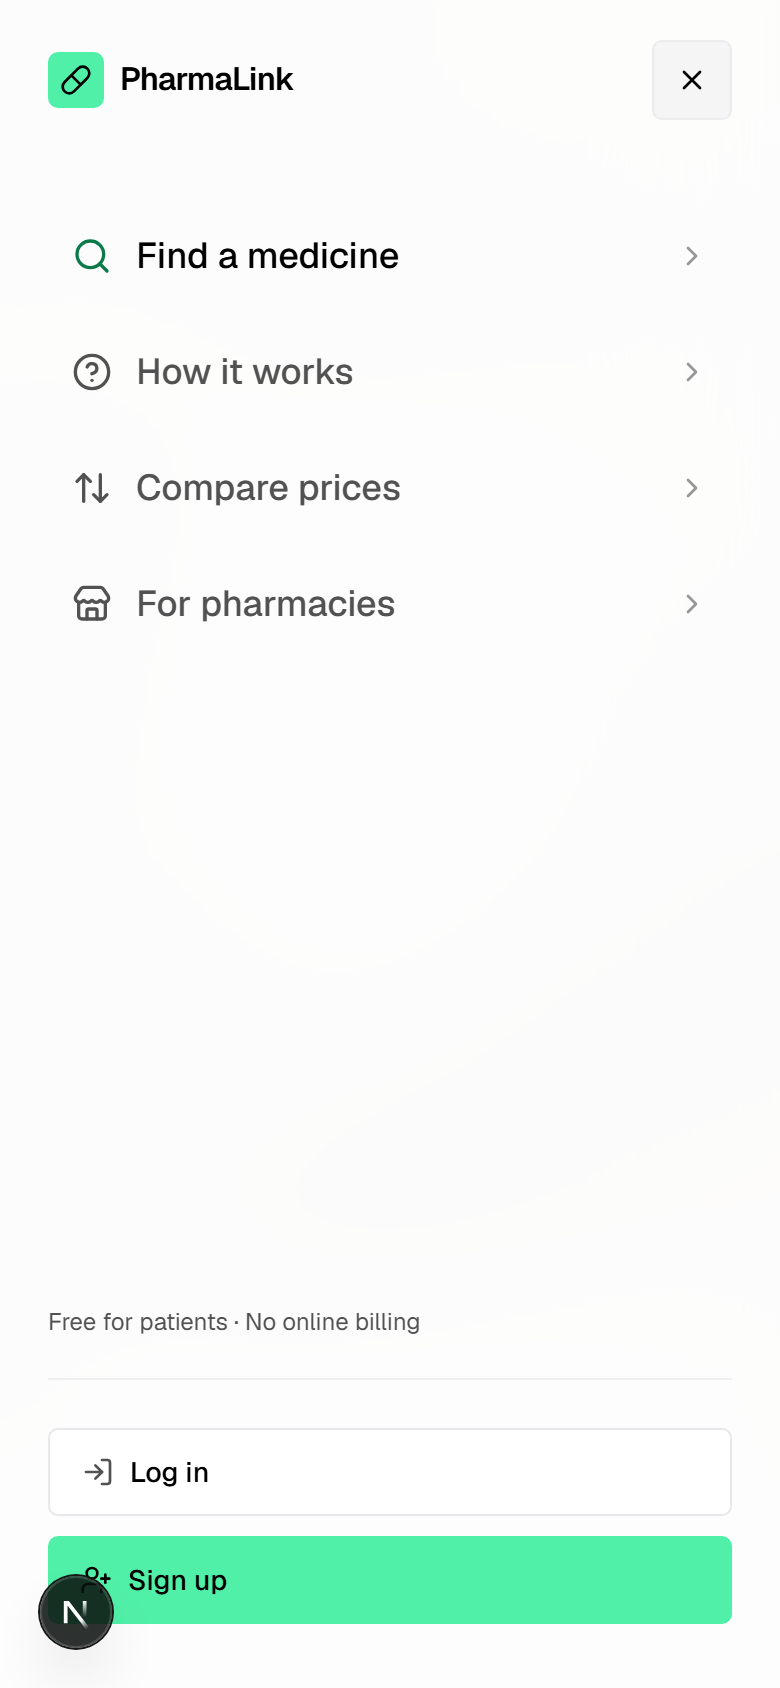 PharmaLink
Find a medicine
How it works
Compare prices
For pharmacies
Free for patients · No online billing
Log in
Sign up
N